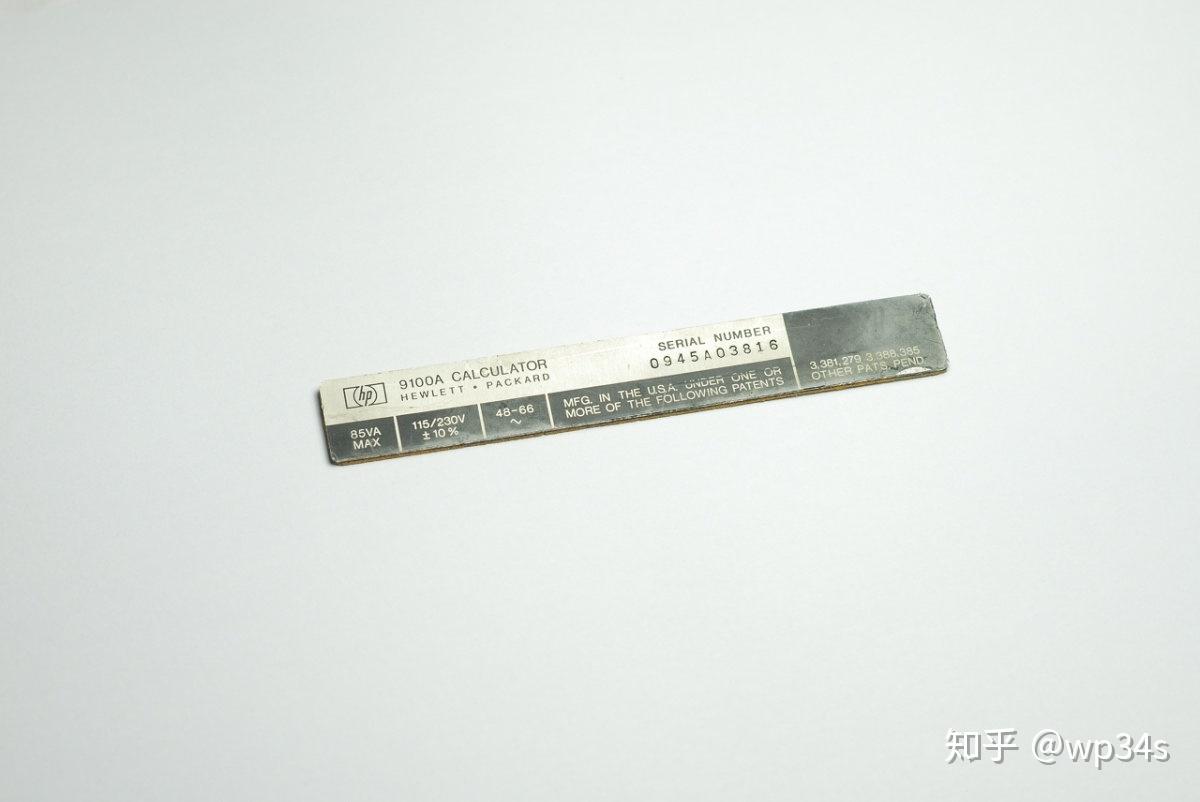 hp
9100A CALCULATOR
HEWLETT • PACKARD
SERIAL NUMBER
0945A03816
85VA
MAX
115/230V
±10%
48-66
~
MFG. IN THE U.S.A. UNDER ONE OR
MORE OF THE FOLLOWING PATENTS
3,381,279 3,388,385
OTHER PATS. PEND.
知乎 @wp34s